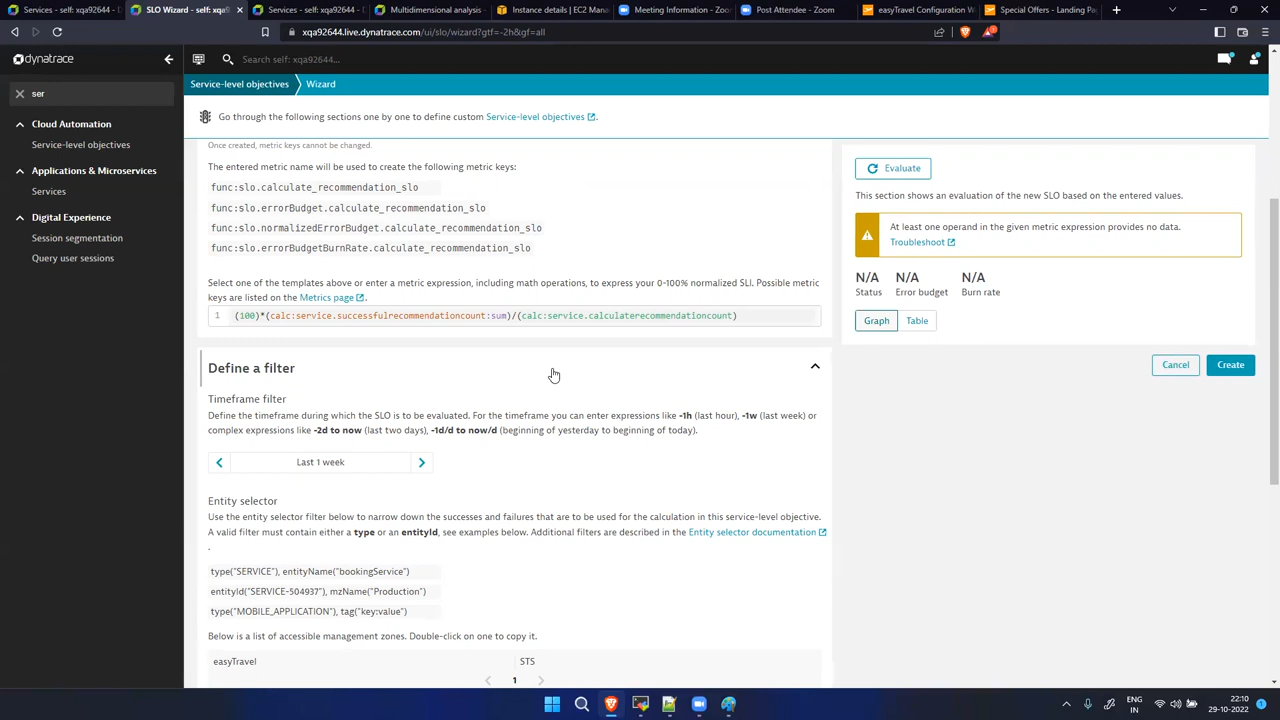 Services - xqa92644 - D
SLO Wizard - xqa9264
Services - xqa92644 - D
Multidimensional analysis -
Instance details | EC2 Man
Meeting Information - Zoo
Post Attendee - Zoom
easyTravel Configuration W
Special Offers - Landing Pa
xqa92644.live.dynatrace.com/ui/slo/wizard?gtf=-2h&gf=all
dynatrace
Search self: xqa92644...
ser
Service-level objectives
Wizard
Cloud Automation
Service-level objectives
Applications & Microservices
Services
Digital Experience
Session segmentation
Query user sessions
Go through the following sections one by one to define custom Service-level objectives.
Once created, metric keys cannot be changed.
The entered metric name will be used to create the following metric keys:
func:slo.calculate_recommendation_slo
func:slo.errorBudget.calculate_recommendation_slo
func:slo.normalizedErrorBudget.calculate_recommendation_slo
func:slo.errorBudgetBurnRate.calculate_recommendation_slo
Select one of the templates above or enter a metric expression, including math operations, to express your 0-100% normalized SLI. Possible metric
keys are listed on the Metrics page.
1 (100)*(calc:service.successfulrecommendationcount:sum)/(calc:service.calculaterecommendationcount)
Define a filter
Timeframe filter
Define the timeframe during which the SLO is to be evaluated. For the timeframe you can enter expressions like -1h (last hour), -1w (last week) or
complex expressions like -2d to now (last two days), -1d/d to now/d (beginning of yesterday to beginning of today).
Last 1 week
Entity selector
Use the entity selector filter below to narrow down the successes and failures that are to be used for the calculation in this service-level objective.
A valid filter must contain either a type or an entityId, see examples below. Additional filters are described in the Entity selector documentation
.
type("SERVICE"), entityName("bookingService")
entityId("SERVICE-504937"), mzName("Production")
type("MOBILE_APPLICATION"), tag("key:value")
Below is a list of accessible management zones. Double-click on one to copy it.
easyTravel
STS
1
Evaluate
This section shows an evaluation of the new SLO based on the entered values.
At least one operand in the given metric expression provides no data.
Troubleshoot
N/A
N/A
N/A
Status
Error budget
Burn rate
Graph
Table
Cancel
Create
ENG
IN
22:10
29-10-2022